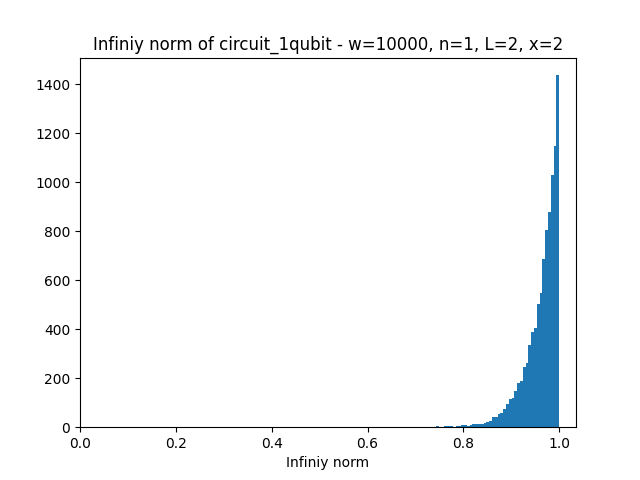 Infiniy norm of circuit_1qubit - w=10000, n=1, L=2, x=2
1400
1200
1000
800
600
400
200
0
0.0 0.2 0.4 0.6 0.8 1.0
Infiniy norm